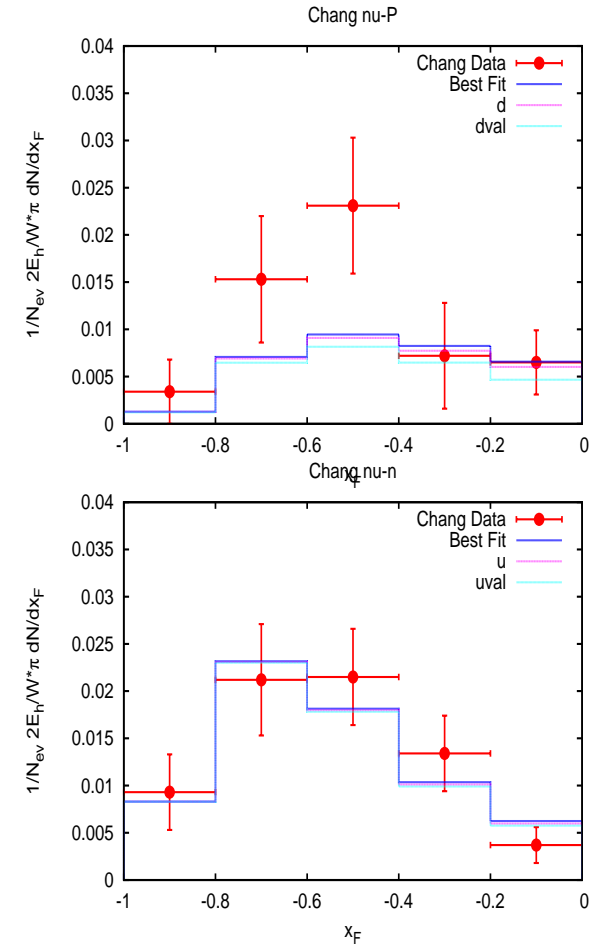 Chang nu-P
0.04
0.035
0.03
0.025
0.02
0.015
0.01
0.005
0
1/N_ev 2E_h/W*π dN/dx_F
Chang Data
Best Fit
d
dval
-1 -0.8 -0.6 -0.4 -0.2 0
x_F
Chang nu-n
0.04
0.035
0.03
0.025
0.02
0.015
0.01
0.005
0
1/N_ev 2E_h/W*π dN/dx_F
Chang Data
Best Fit
u
uval
-1 -0.8 -0.6 -0.4 -0.2 0
x_F